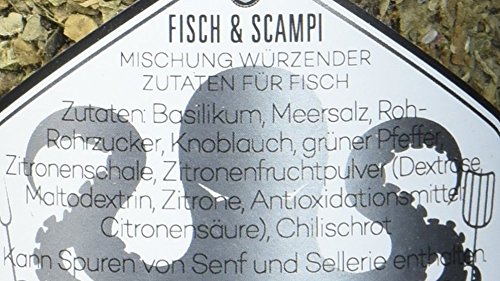 FISCH & SCAMPI
MISCHUNG WÜRZENDER
ZUTATEN FÜR FISCH
Zutaten: Basilikum, Meersalz, Roh-
Rohrzucker, Knoblauch, grüner Pfeffer,
Zitronenschale, Zitronenfruchtpulver (Dextrose,
Maltodextrin, Zitrone, Antioxidationsmittel
Citronensäure), Chilischrot.
Kann Spuren von Senf und Sellerie enthalten.